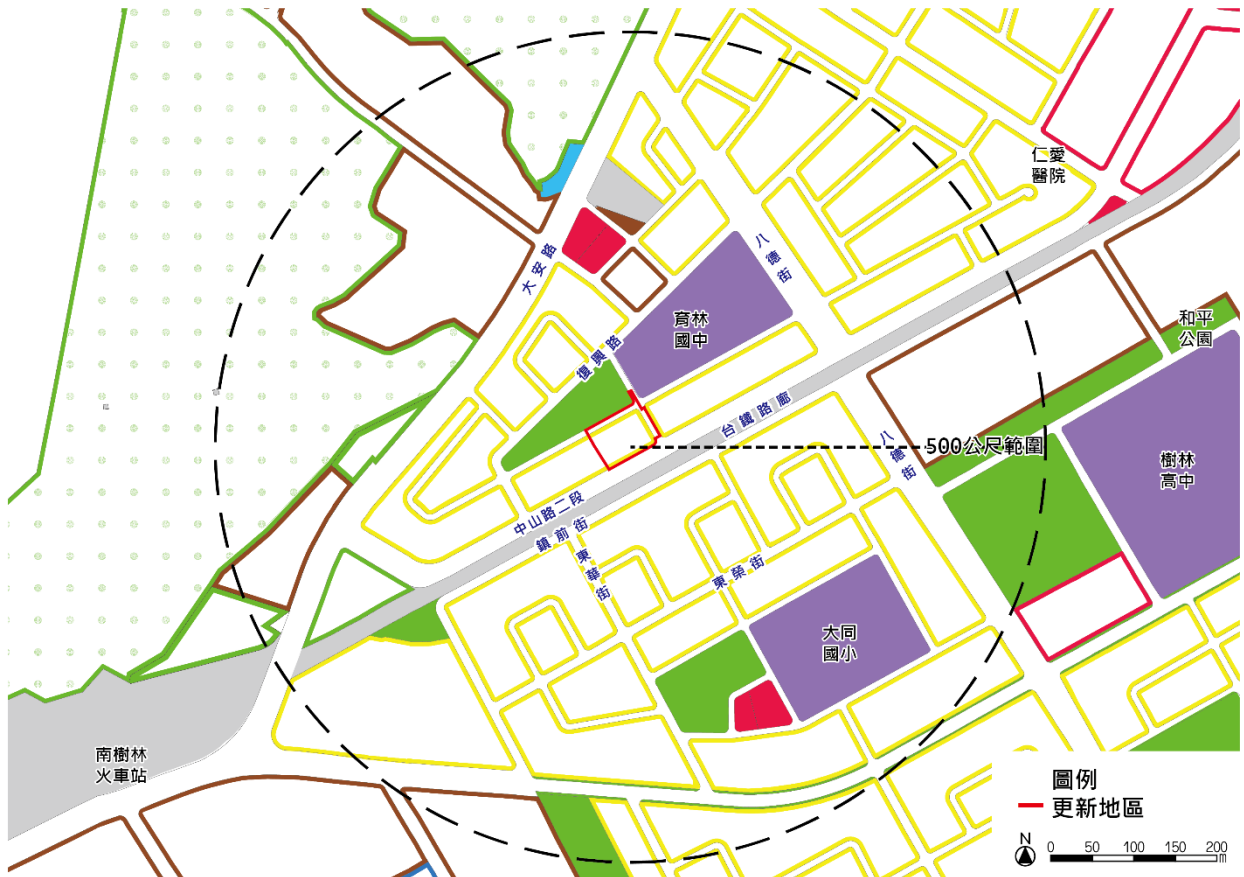 仁愛
醫院
八德街
大安路
育林
國中
和平
公園
復興路
台鐵路廊
500公尺範圍
八德街
樹林
高中
中山路二段
鎮前街
東華街
東榮街
大同
國小
南樹林
火車站
圖例
更新地區
N
0 50 100 150 200
m